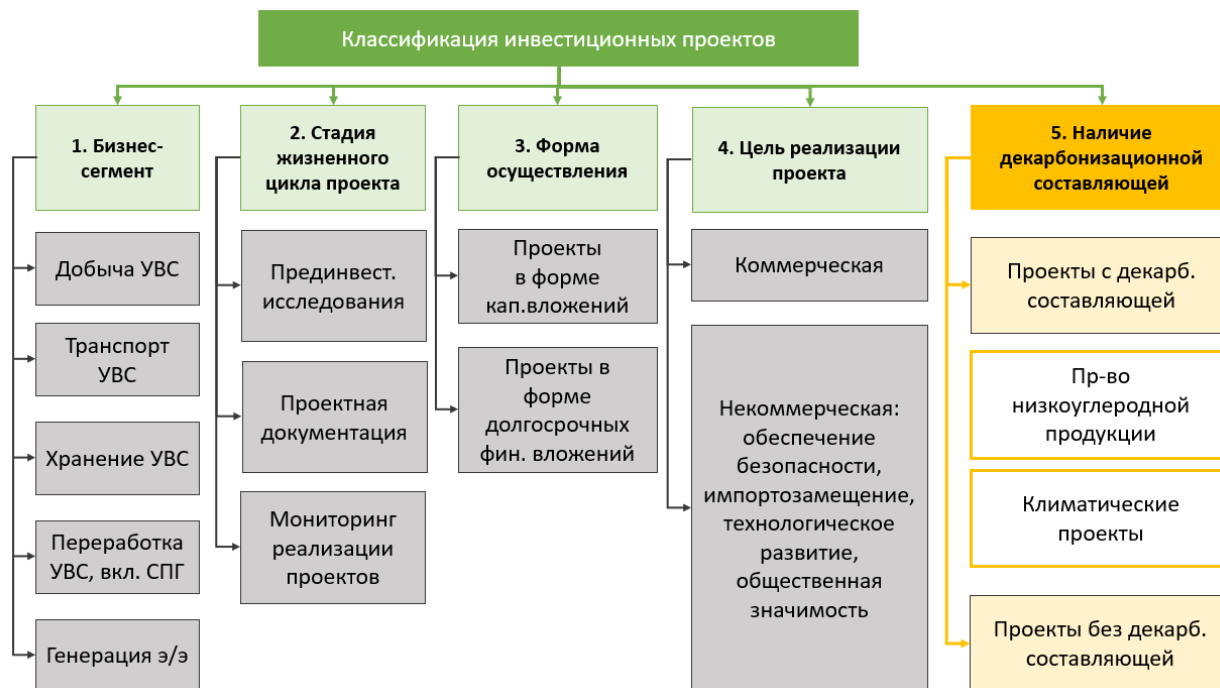 Классификация инвестиционных проектов
1. Бизнес-
сегмент
Добыча УВС
Транспорт
УВС
Хранение УВС
Переработка
УВС, вкл. СПГ
Генерация э/э
2. Стадия
жизненного
цикла проекта
Прединвест.
исследования
Проектная
документация
Мониторинг
реализации
проектов
3. Форма
осуществления
Проекты
в форме
кап.вложений
Проекты в
форме
долгосрочных
фин. вложений
4. Цель реализации
проекта
Коммерческая
Некоммерческая:
обеспечение
безопасности,
импортозамещение,
технологическое
развитие,
общественная
значимость
5. Наличие
декарбонизационной
составляющей
Проекты с декарб.
составляющей
Пр-во
низкоуглеродной
продукции
Климатические
проекты
Проекты без декарб.
составляющей